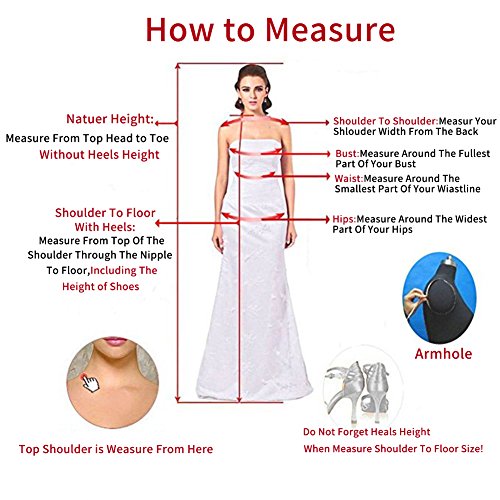 How to Measure
Natuer Height:
Measure From Top Head to Toe
Without Heels Height
Shoulder To Floor
With Heels:
Measure From Top Of The
Shoulder Through The Nipple
To Floor,Including The
Height of Shoes
Shoulder To Shoulder:Measur Your
Shlouder Width From The Back
Bust:Measure Around The Fullest
Part Of Your Bust
Waist:Measure Around The
Smallest Part Of Your Wiastline
Hips:Measure Around The Widest
Part Of Your Hips
Armhole
Top Shoulder is Weasure From Here
Do Not Forget Heals Height
When Measure Shoulder To Floor Size!